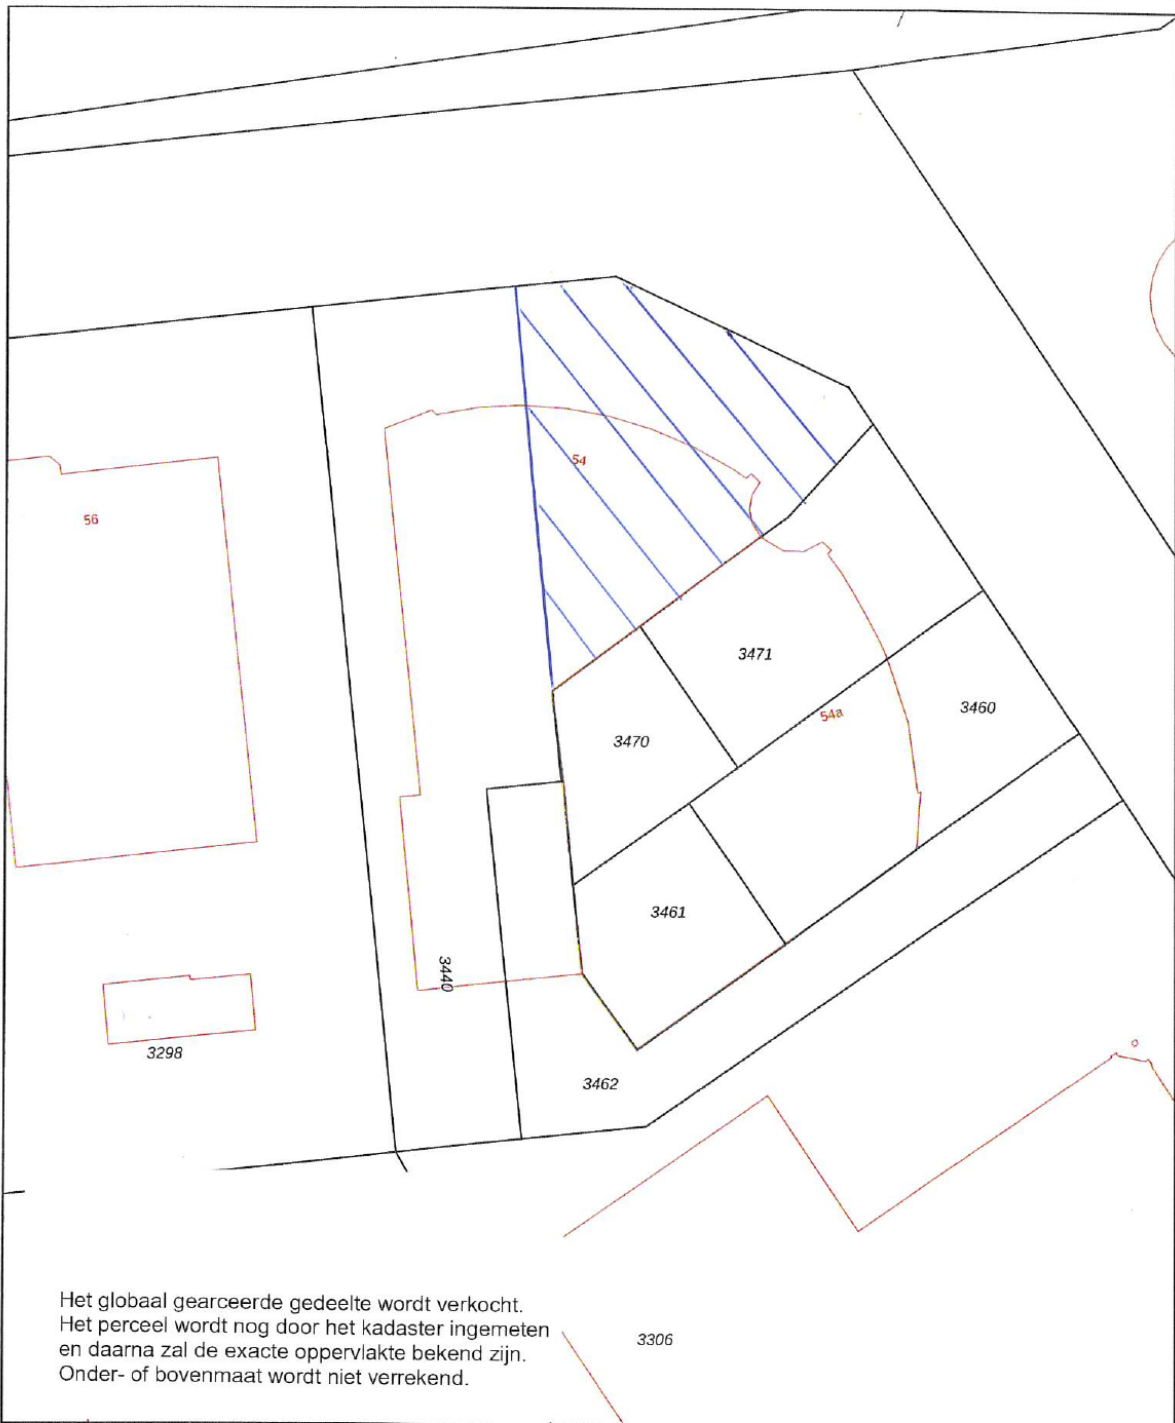 54
56
3471
54a
3460
3470
3461
3440
3298
3462
Het globaal gearceerde gedeelte wordt verkocht.
Het perceel wordt nog door het kadaster ingemeten
en daarna zal de exacte oppervlakte bekend zijn.
Onder- of bovenmaat wordt niet verrekend.
3306